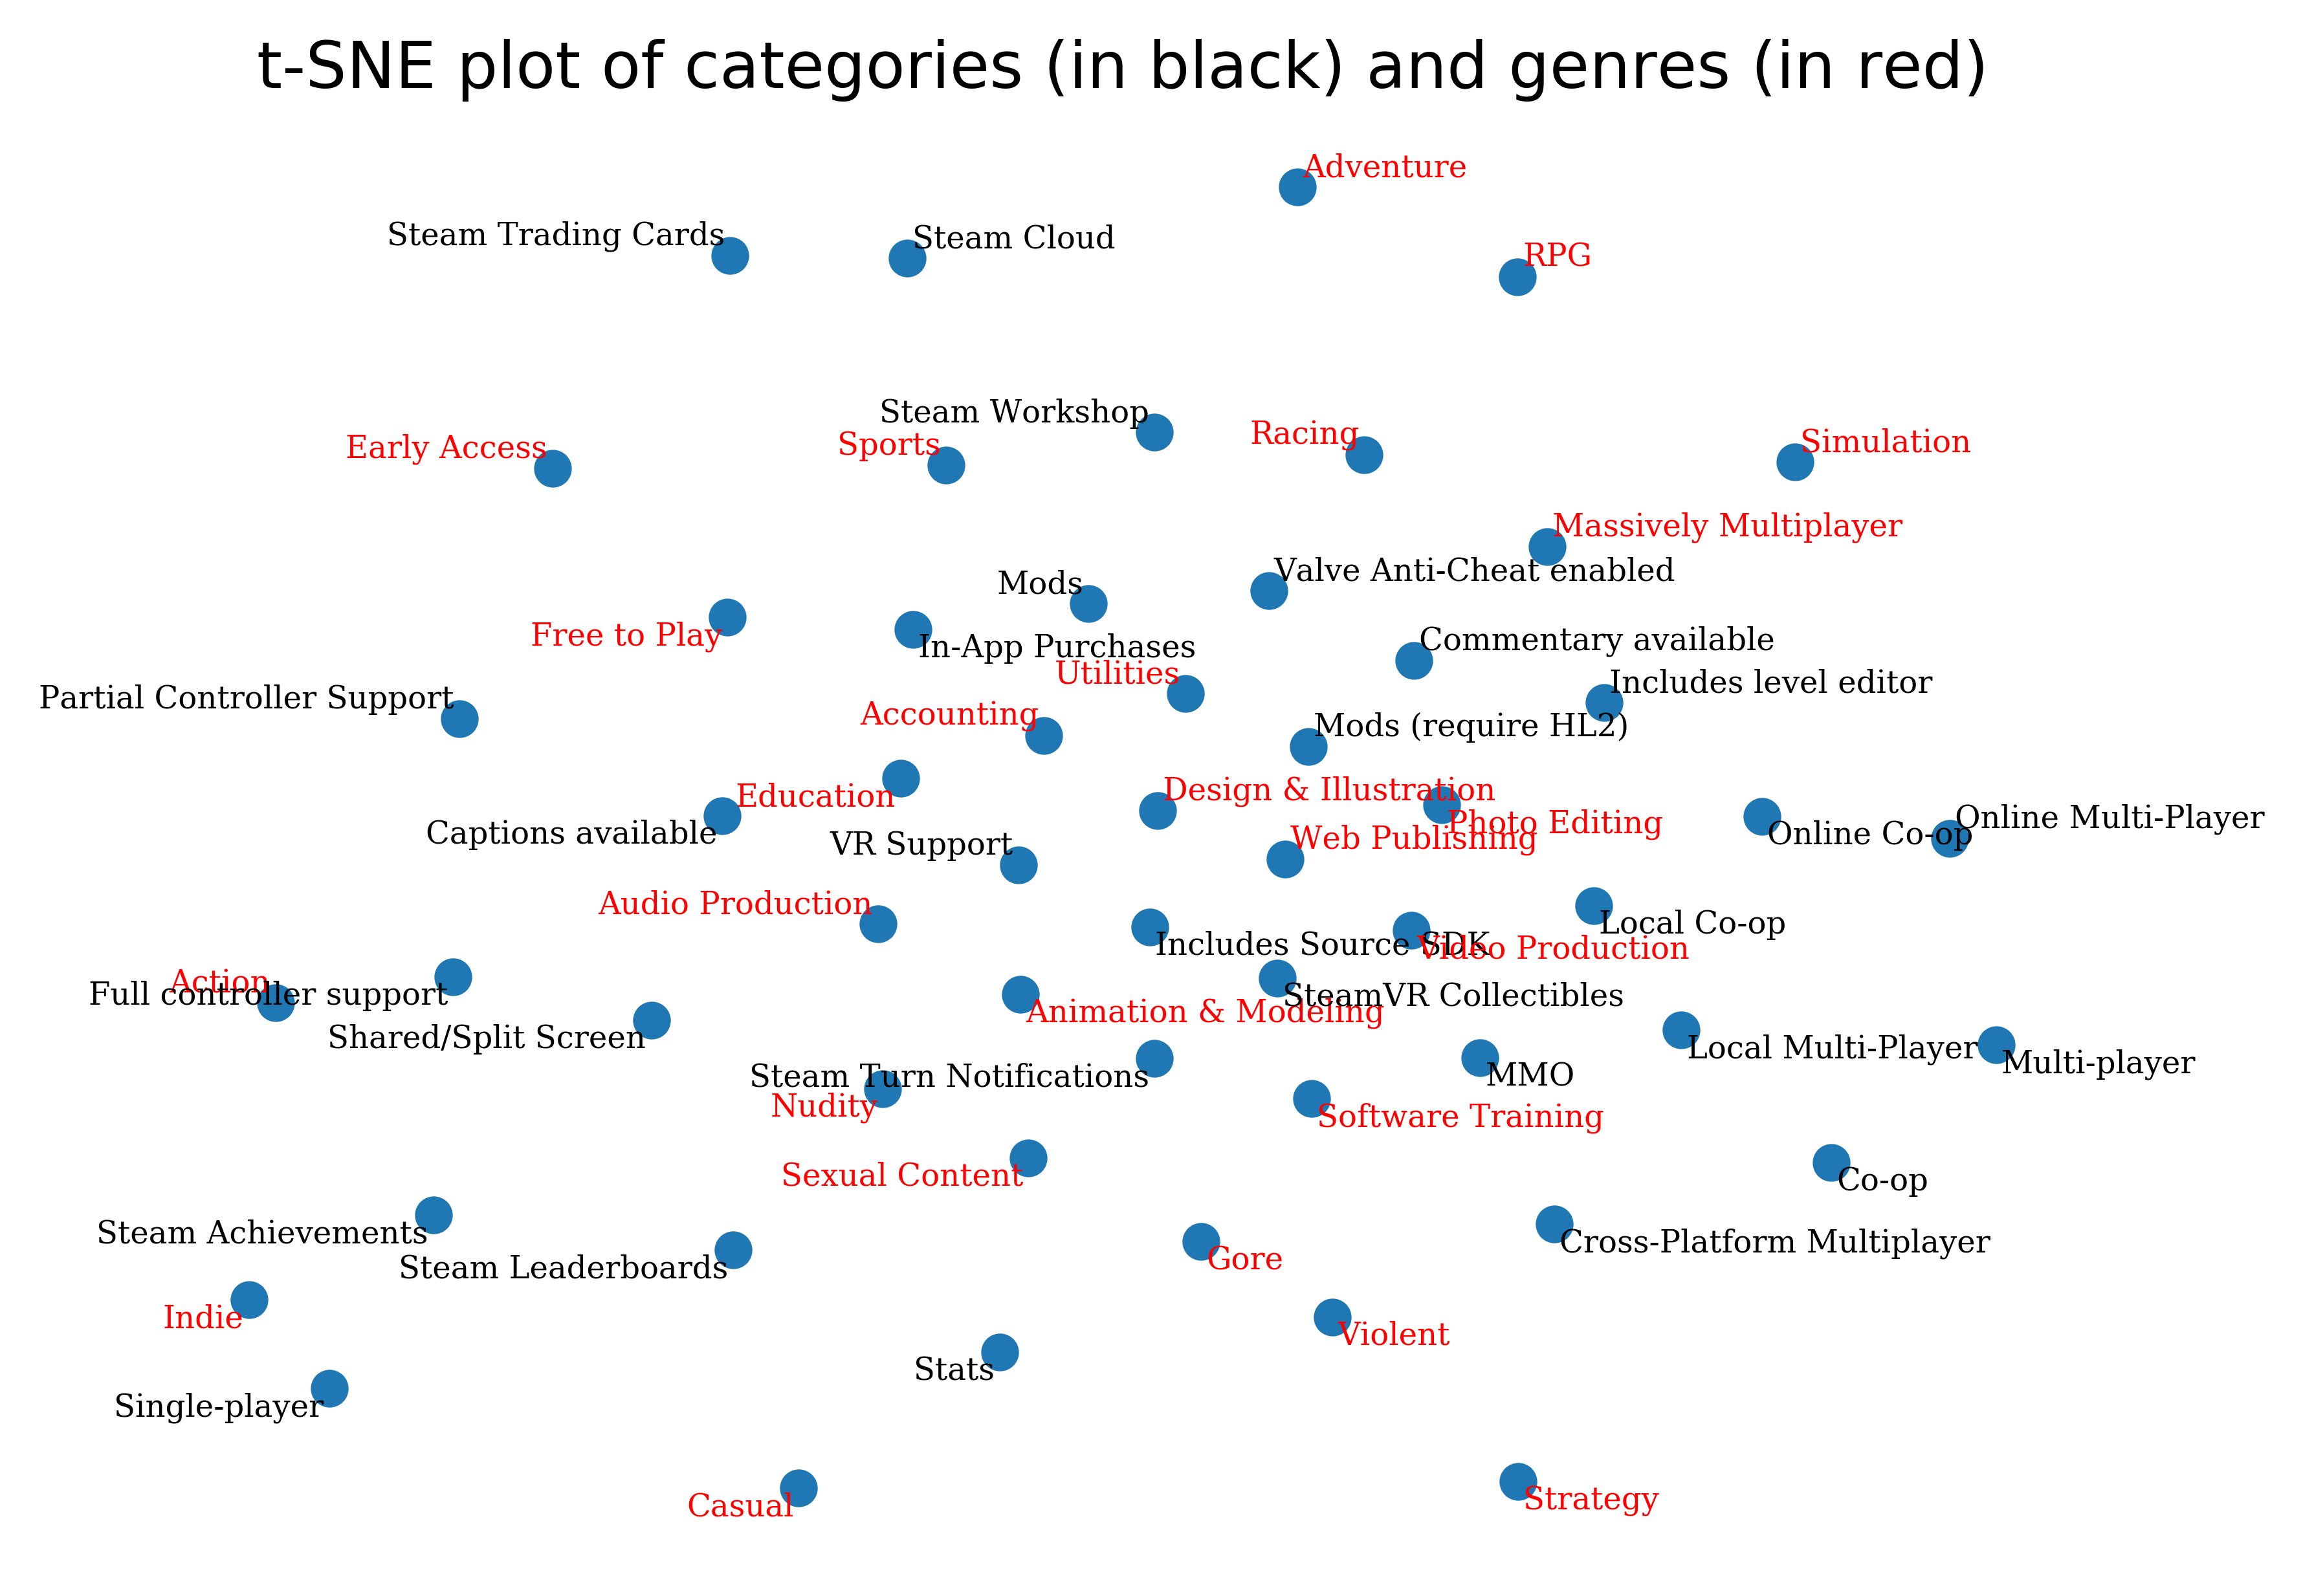 t-SNE plot of categories (in black) and genres (in red)
Adventure
Steam Trading Cards
Steam Cloud
RPG
Steam Workshop
Racing
Simulation
Sports
Early Access
Massively Multiplayer
Valve Anti-Cheat enabled
Mods
Free to Play
In-App Purchases
Commentary available
Utilities
Includes level editor
Partial Controller Support
Accounting
Mods (require HL2)
Design & Illustration
Education
Photo Editing
Online Multi-Player
Captions available
Online Co-op
VR Support
Web Publishing
Audio Production
Local Co-op
Includes Source SDK
Video Production
Action
Full controller support
SteamVR Collectibles
Animation & Modeling
Shared/Split Screen
Local Multi-Player
Multi-player
Steam Turn Notifications
MMO
Nudity
Software Training
Sexual Content
Co-op
Steam Achievements
Cross-Platform Multiplayer
Steam Leaderboards
Gore
Indie
Violent
Stats
Single-player
Casual
Strategy